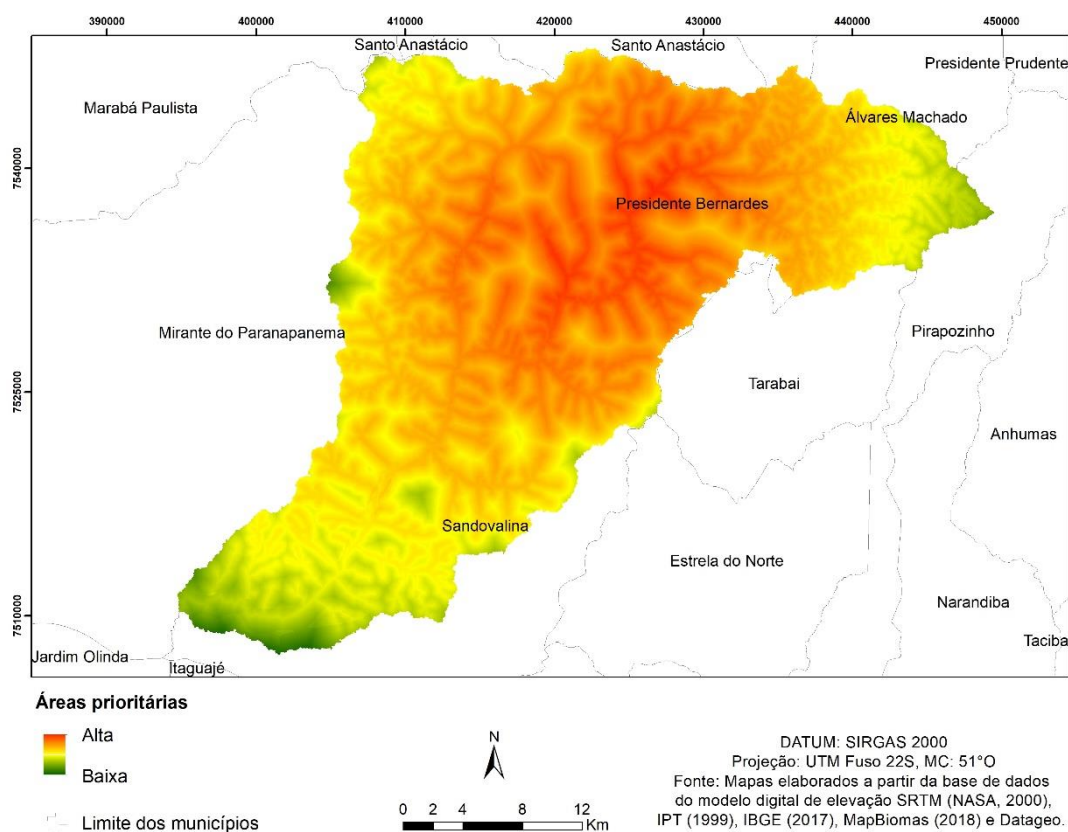 390000 400000 410000 420000 430000 440000 450000
Santo Anastácio Santo Anastácio
Presidente Prudente
Marabá Paulista
Álvares Machado
7540000
Presidente Bernardes
Mirante do Paranapanema
Pirapozinho
Tarabai
7525000
Anhumas
Sandovalina
Estrela do Norte
Narandiba
7510000
Taciba
Jardim Olinda
Itaguajé
Áreas prioritárias
Alta
Baixa
Limite dos municípios
N
0 2 4 6 8 12
Km
DATUM: SIRGAS 2000
Projeção: UTM Fuso 22S, MC: 51°O
Fonte: Mapas elaborados a partir da base de dados
do modelo digital de elevação SRTM (NASA, 2000),
IPT (1999), IBGE (2017), MapBiomas (2018) e Datageo.